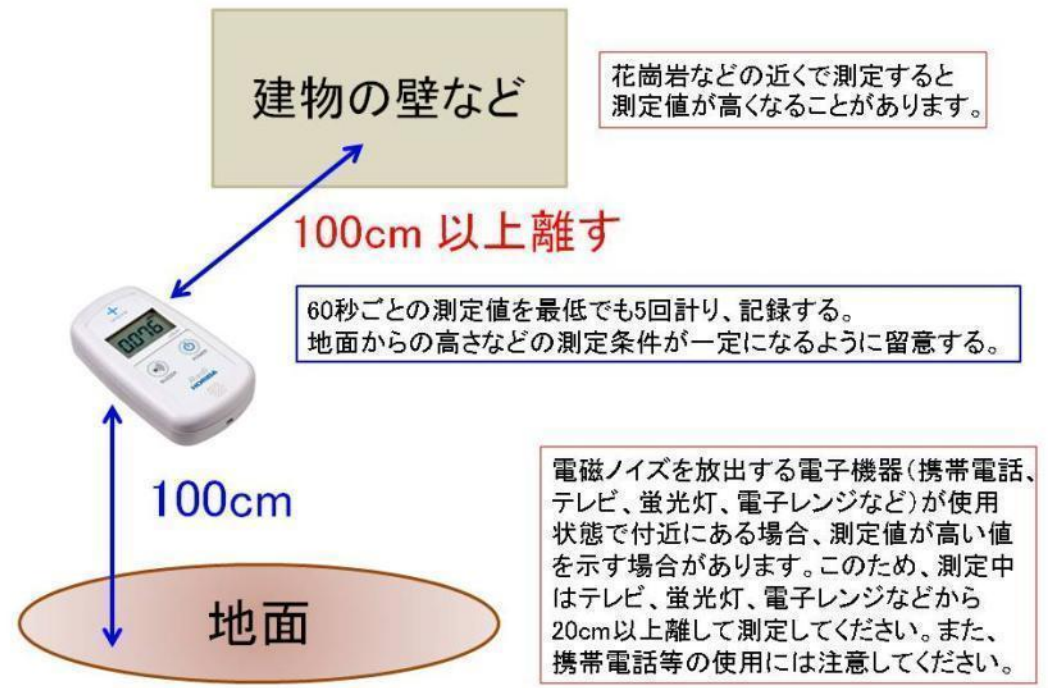 建物の壁など
花崗岩などの近くで測定すると
測定値が高くなることがあります。
100cm 以上離す
60秒ごとの測定値を最低でも5回計り、記録する。
地面からの高さなどの測定条件が一定になるように留意する。
0.076
HORIBA
100cm
電磁ノイズを放出する電子機器(携帯電話、
テレビ、蛍光灯、電子レンジなど)が使用
状態で付近にある場合、測定値が高い値
を示す場合があります。このため、測定中
はテレビ、蛍光灯、電子レンジなどから
20cm以上離して測定してください。また、
携帯電話等の使用には注意してください。
地面